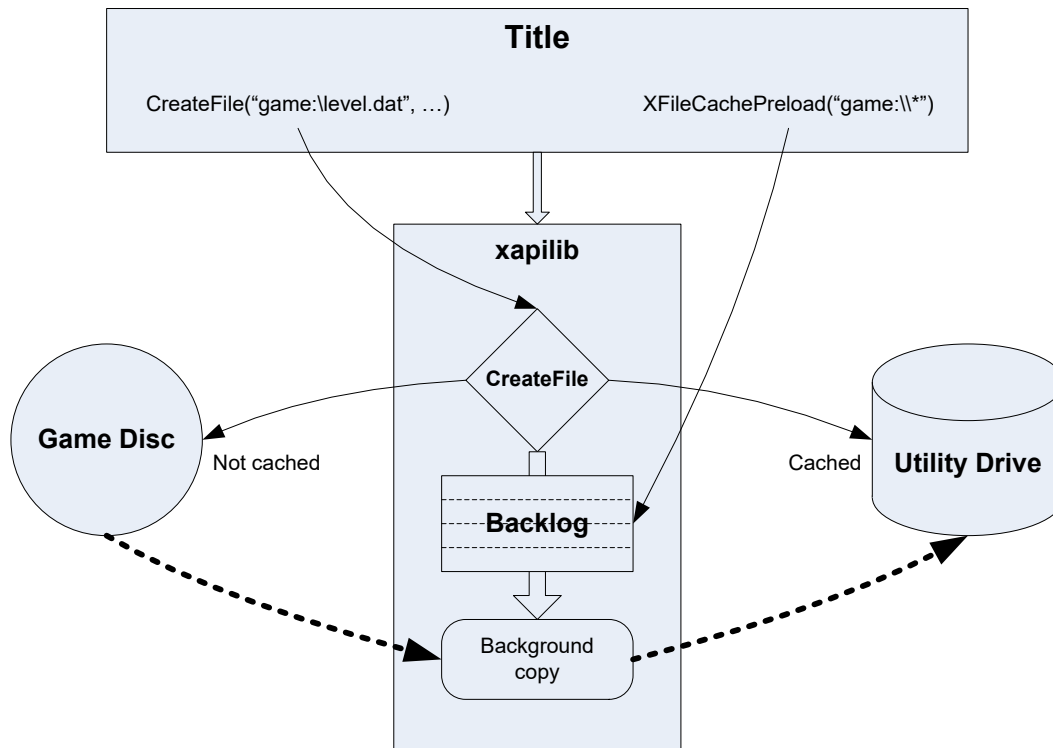 Title
CreateFile(“game:\level.dat”, …)
XFileCachePreload(“game:\\*”)
xapilib
CreateFile
Game Disc
Not cached
Cached
Utility Drive
Backlog
Background
copy